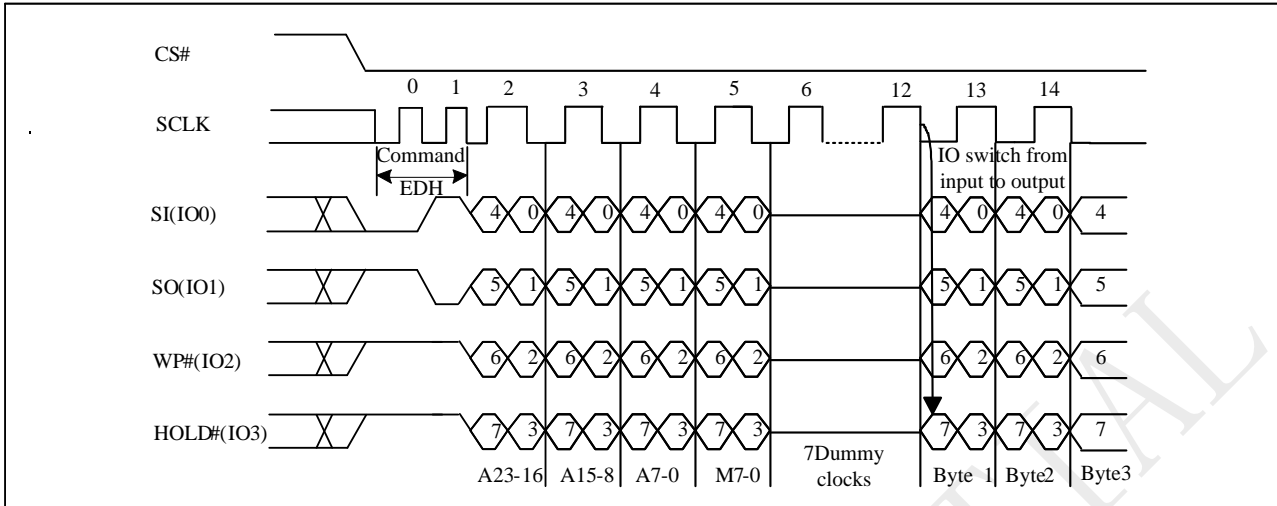 CS#
0 1 2 3 4 5 6 12 13 14
SCLK
Command
EDH
IO switch from
input to output
SI(IO0)
4 0 4 0 4 0 4 0 4 0 4 0 4
SO(IO1)
5 1 5 1 5 1 5 1 5 1 5 1 5
WP#(IO2)
6 2 6 2 6 2 6 2 6 2 6 2 6
HOLD#(IO3)
7 3 7 3 7 3 7 3 7 3 7 3 7
A23-16 A15-8 A7-0 M7-0
7Dummy
clocks
Byte 1 Byte2 Byte3